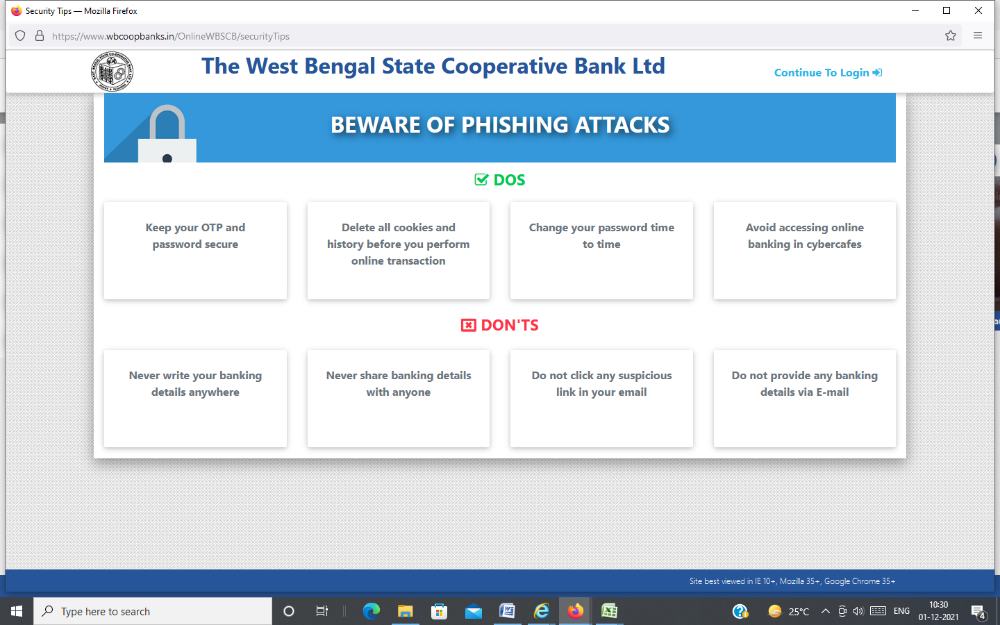 Security Tips — Mozilla Firefox
https://www.wbcoopbanks.in/OnlineWBSCB/securityTips
The West Bengal State Cooperative Bank Ltd
Continue To Login
BEWARE OF PHISHING ATTACKS
DOS
Keep your OTP and
password secure
Delete all cookies and
history before you perform
online transaction
Change your password time
to time
Avoid accessing online
banking in cybercafes
DON'TS
Never write your banking
details anywhere
Never share banking details
with anyone
Do not click any suspicious
link in your email
Do not provide any banking
details via E-mail
Site best viewed in IE 10+, Mozilla 35+, Google Chrome 35+
Type here to search
25°C
ENG
10:30
01-12-2021
4